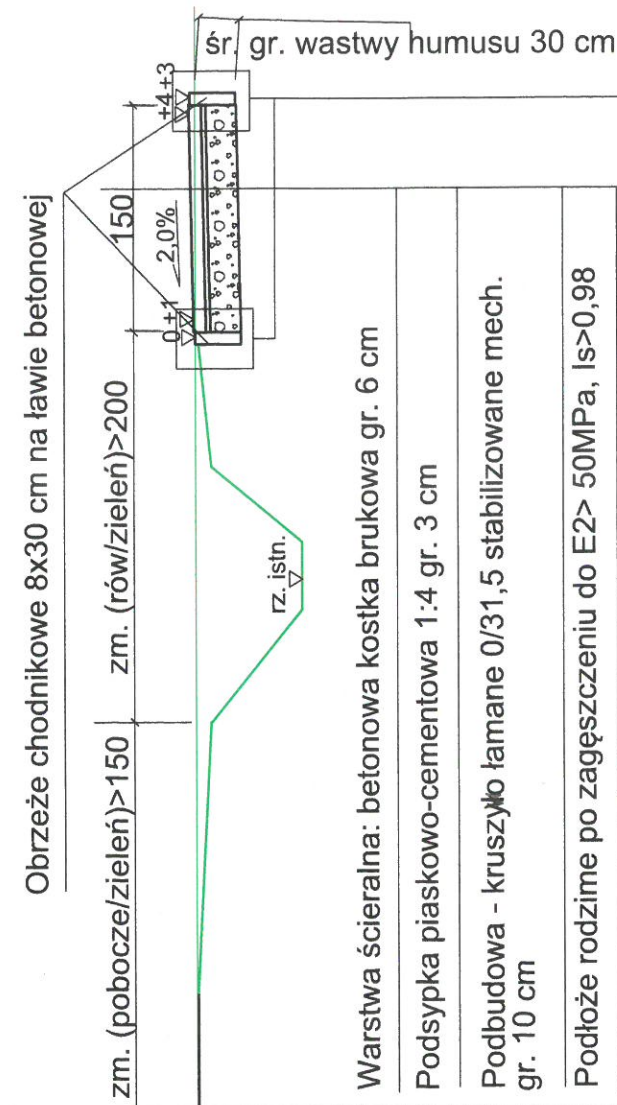 śr. gr. wastwy humusu 30 cm
Obrzeże chodnikowe 8x30 cm na ławie betonowej
zm. (pobocze/zieleń)>150
zm. (rów/zieleń)>200
150
2,0%
0 +1
+4 +3
rz. istn.
Warstwa ścieralna: betonowa kostka brukowa gr. 6 cm
Podsypka piaskowo-cementowa 1:4 gr. 3 cm
Podbudowa - kruszyło łamane 0/31,5 stabilizowane mech.
gr. 10 cm
Podłoże rodzime po zagęszczeniu do E2> 50MPa, Is>0,98